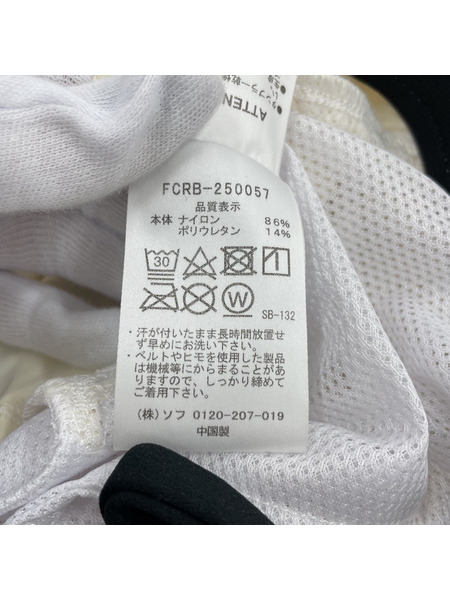 ATTEN
FCRB-250057
品質表示
本体 ナイロン 86%
ポリウレタン 14%
30
W
SB-132
・汗が付いたまま長時間放置せ
ず早めにお洗い下さい。
・ベルトやヒモを使用した製品
は機械等にからまることがあ
りますので、しっかり締めて
ご着用下さい。
(株)ソフ 0120-207-019
中国製